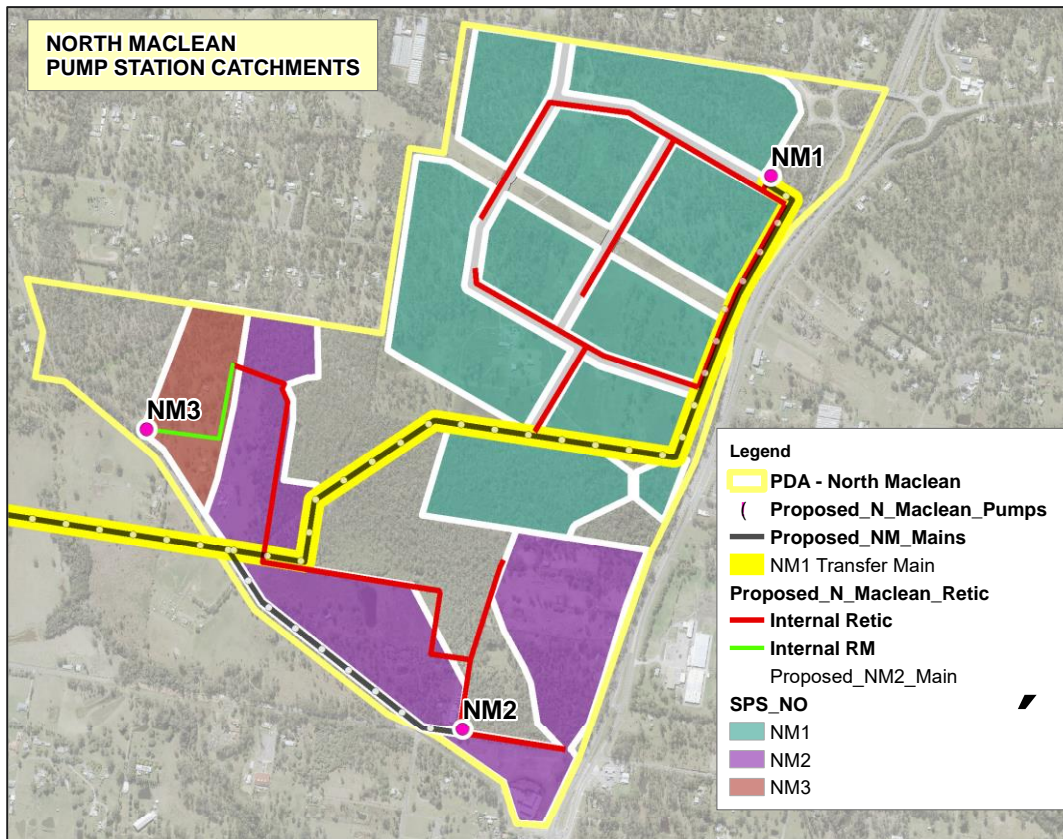 NORTH MACLEAN
PUMP STATION CATCHMENTS
NM1
NM3
NM2
Legend
PDA - North Maclean
Proposed_N_Maclean_Pumps
Proposed_NM_Mains
NM1 Transfer Main
Proposed_N_Maclean_Retic
Internal Retic
Internal RM
Proposed_NM2_Main
SPS_NO
NM1
NM2
NM3